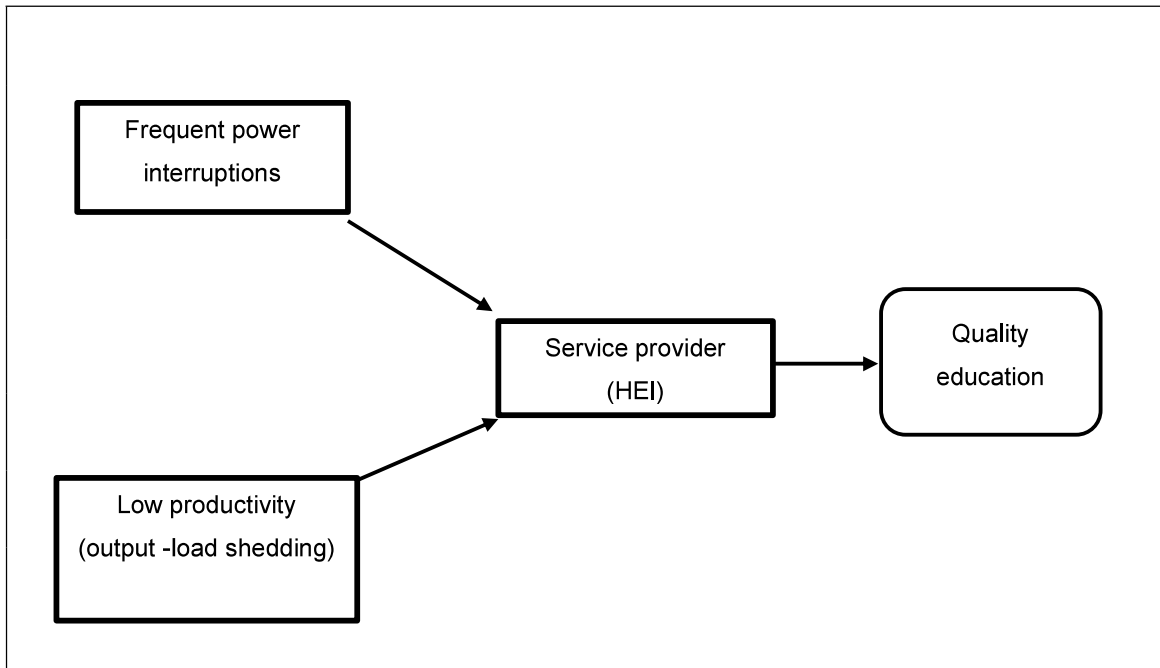 Frequent power
interruptions
Service provider
(HEI)
Quality
education
Low productivity
(output -load shedding)